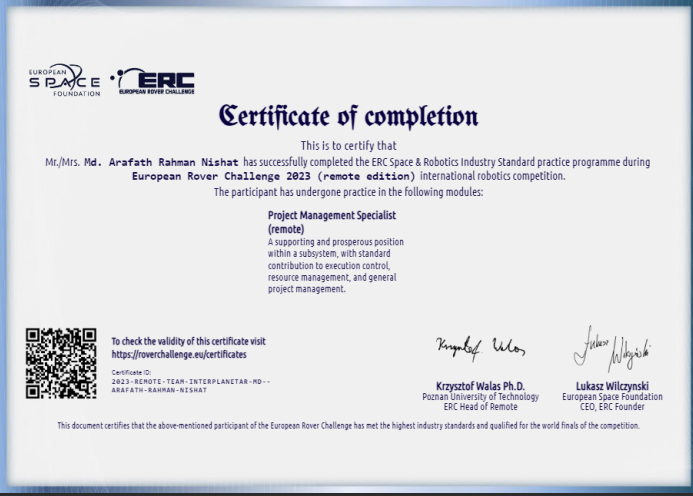 EUROPEAN
SPACE
FOUNDATION
ERC
EUROPEAN ROVER CHALLENGE
Certificate of completion
This is to certify that
Mr./Mrs. Md. Arafath Rahman Nishat has successfully completed the ERC Space & Robotics Industry Standard practice programme during
European Rover Challenge 2023 (remote edition) international robotics competition.
The participant has undergone practice in the following modules:
Project Management Specialist
(remote)
A supporting and prosperous position
within a subsystem, with standard
contribution to execution control,
resource management, and general
project management.
To check the validity of this certificate visit
https://roverchallenge.eu/certificates
Certificate ID:
2023-REMOTE-TEAM-INTERPLANETAR-MD--
ARAFATH-RAHMAN-NISHAT
Krzysztof Walas
Krzysztof Walas Ph.D.
Poznan University of Technology
ERC Head of Remote
Łukasz Wilczyński
Lukasz Wilczynski
European Space Foundation
CEO, ERC Founder
This document certifies that the above-mentioned participant of the European Rover Challenge has met the highest industry standards and qualified for the world finals of the competition.